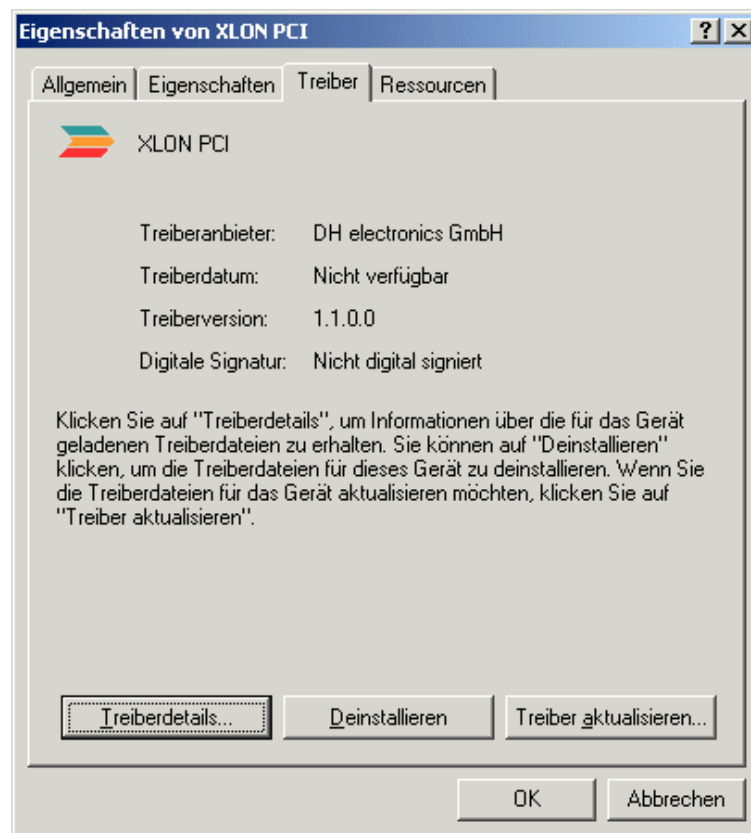 Eigenschaften von XLON PCI
Allgemein Eigenschaften Treiber Ressourcen
XLON PCI
Treiberanbieter: DH electronics GmbH
Treiberdatum: Nicht verfügbar
Treiberversion: 1.1.0.0
Digitale Signatur: Nicht digital signiert
Klicken Sie auf "Treiberdetails", um Informationen über die für das Gerät
geladenen Treiberdateien zu erhalten. Sie können auf "Deinstallieren"
klicken, um die Treiberdateien für dieses Gerät zu deinstallieren. Wenn Sie
die Treiberdateien für das Gerät aktualisieren möchten, klicken Sie auf
"Treiber aktualisieren".
Treiberdetails... Deinstallieren Treiber aktualisieren...
OK Abbrechen